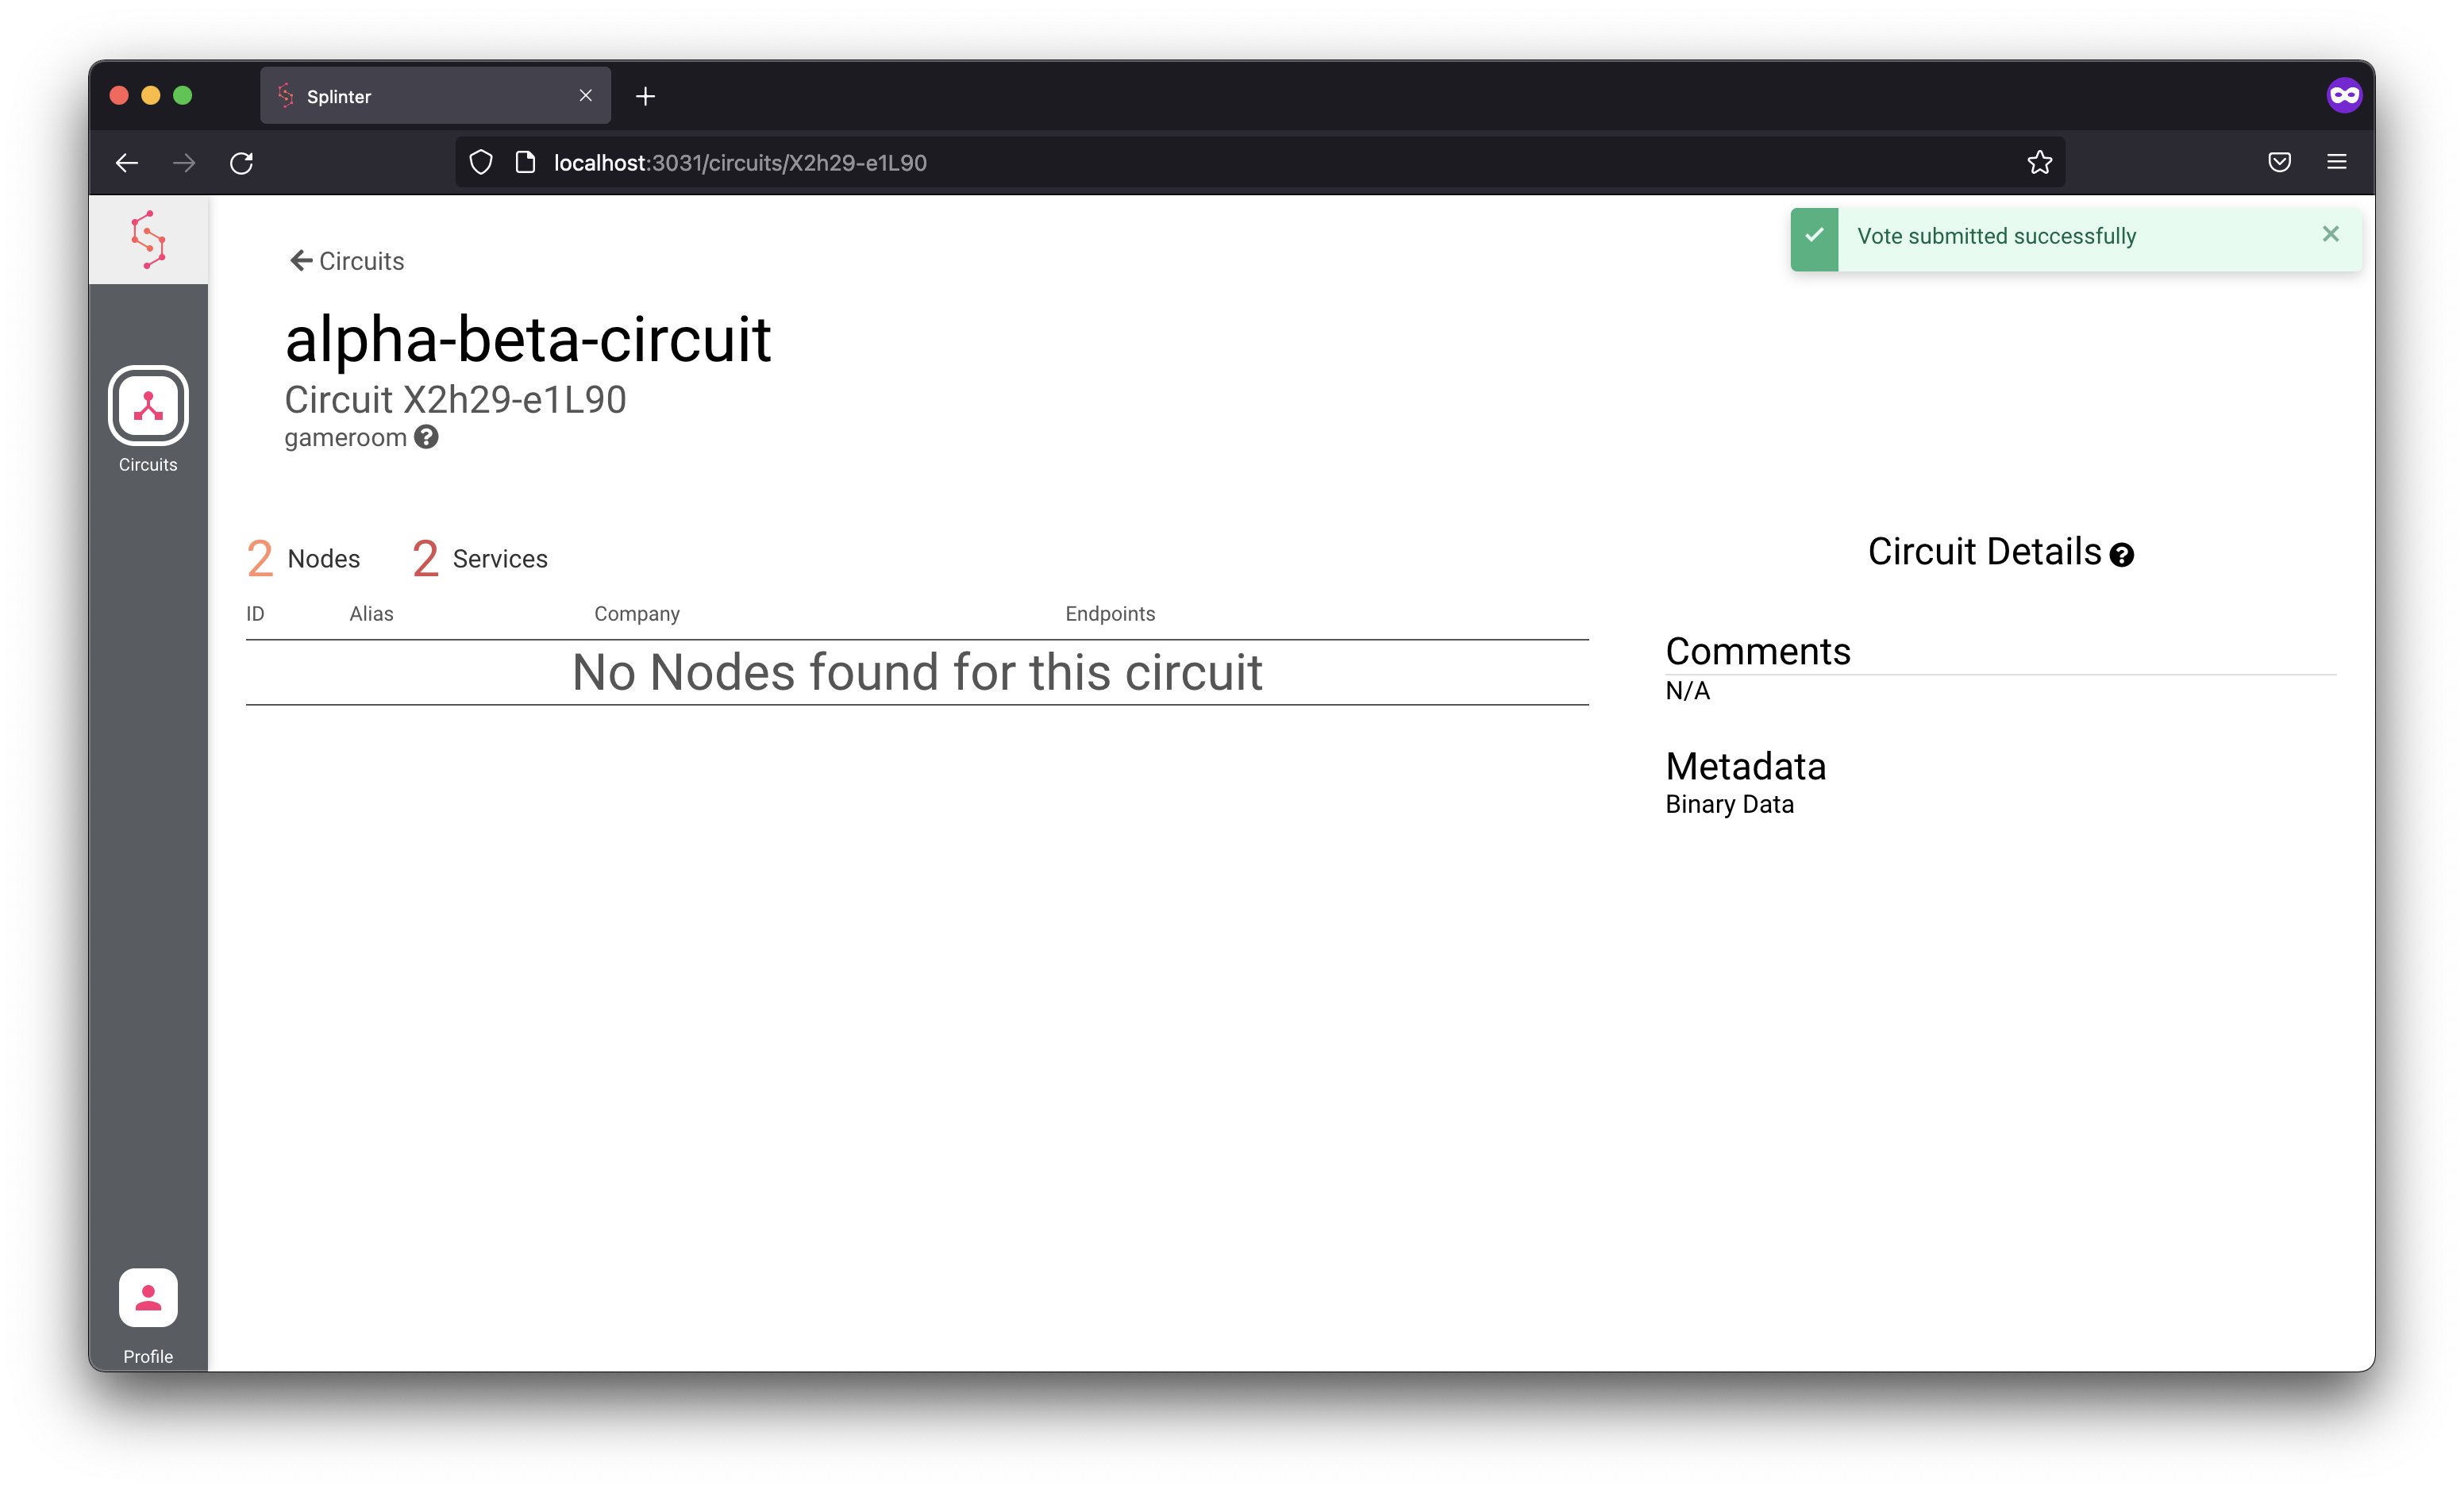 Splinter
localhost:3031/circuits/X2h29-e1L90
Vote submitted successfully
Circuits
alpha-beta-circuit
Circuit X2h29-e1L90
gameroom
Circuits
2 Nodes 2 Services
Circuit Details
ID Alias Company Endpoints
No Nodes found for this circuit
Comments
N/A
Metadata
Binary Data
Profile